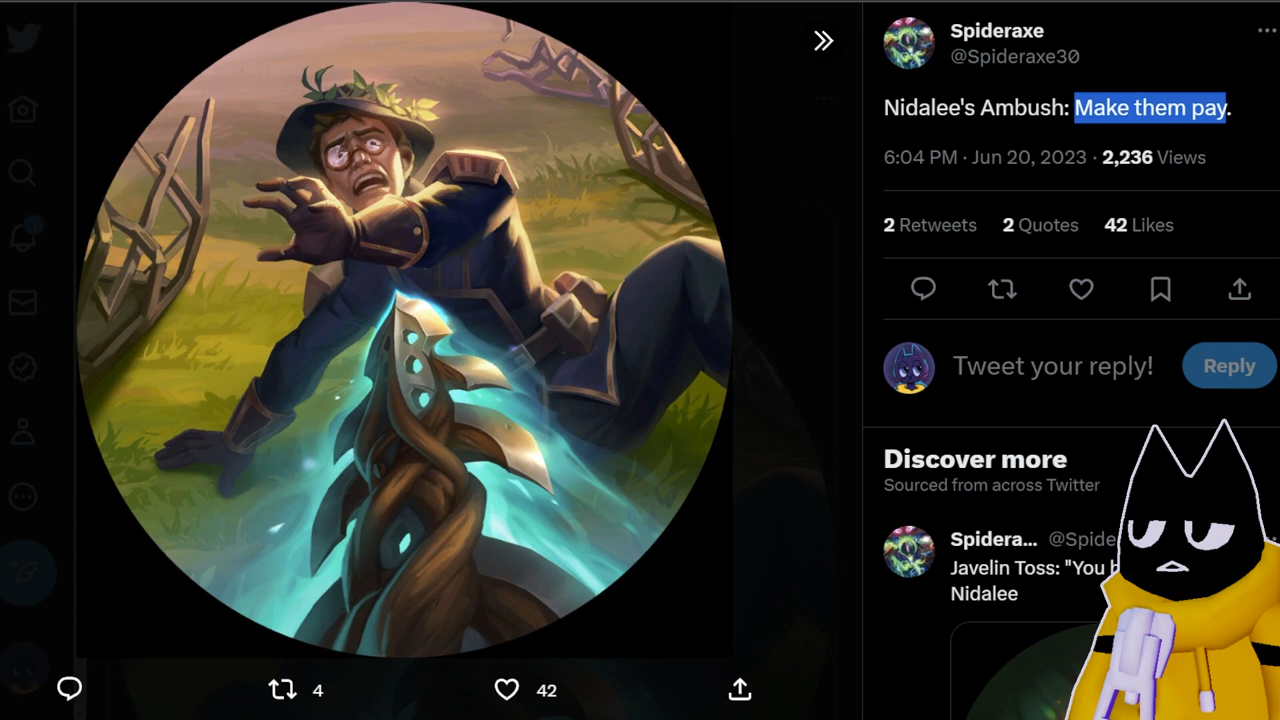 Spideraxe
@Spideraxe30
Nidalee's Ambush: Make them pay.
6:04 PM · Jun 20, 2023 · 2,236 Views
2 Retweets 2 Quotes 42 Likes
Tweet your reply! Reply
Discover more
Sourced from across Twitter
Spidera... @Spide
Javelin Toss: "You
Nidalee
4 42